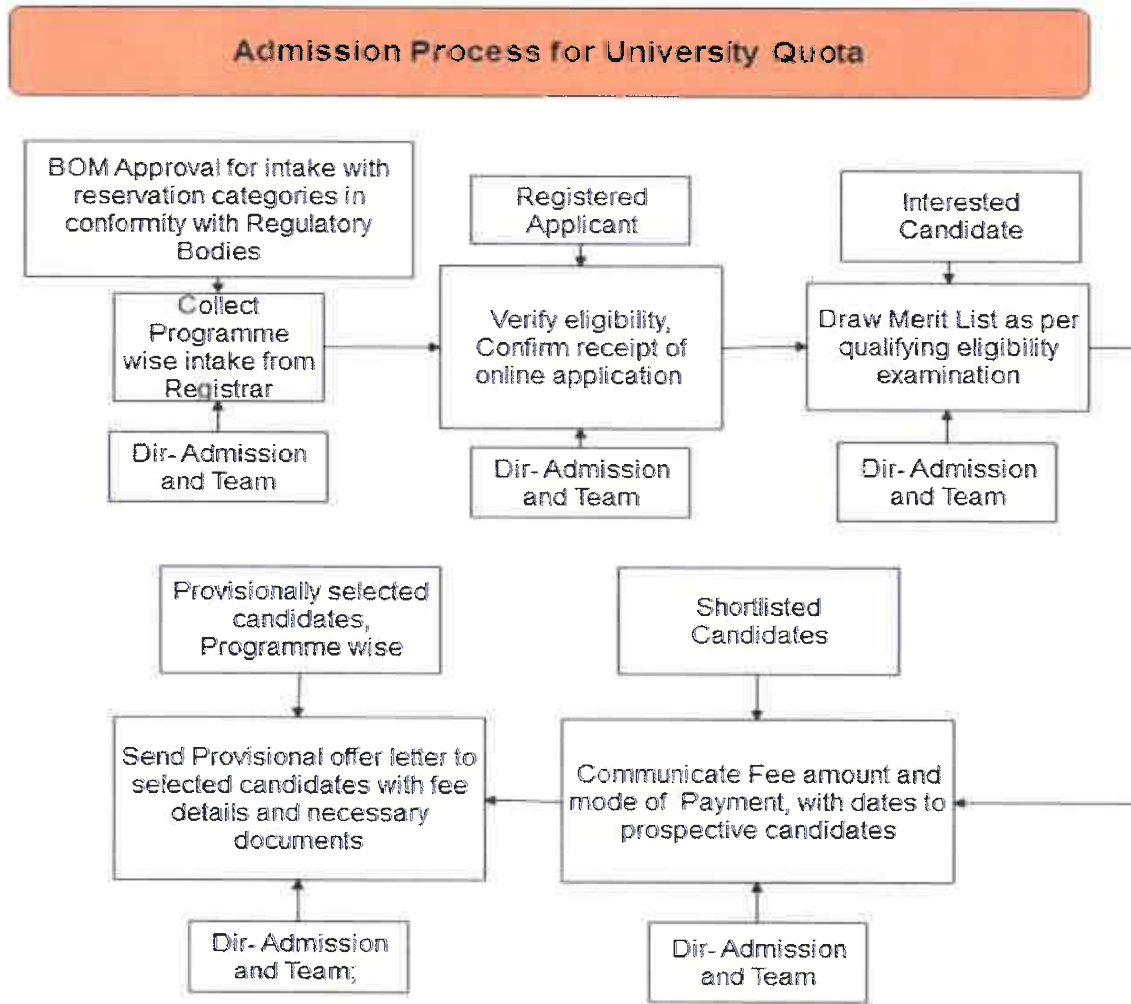 Admission Process for University Quota
BOM Approval for intake with
reservation categories in
conformity with Regulatory
Bodies
Collect
Programme
wise intake from
Registrar
Dir- Admission
and Team
Registered
Applicant
Verify eligibility,
Confirm receipt of
online application
Dir- Admission
and Team
Interested
Candidate
Draw Merit List as per
qualifying eligibility
examination
Dir- Admission
and Team
Shortlisted
Candidates
Communicate Fee amount and
mode of Payment, with dates to
prospective candidates
Dir- Admission
and Team
Provisionally selected
candidates,
Programme wise
Send Provisional offer letter to
selected candidates with fee
details and necessary
documents
Dir- Admission
and Team;